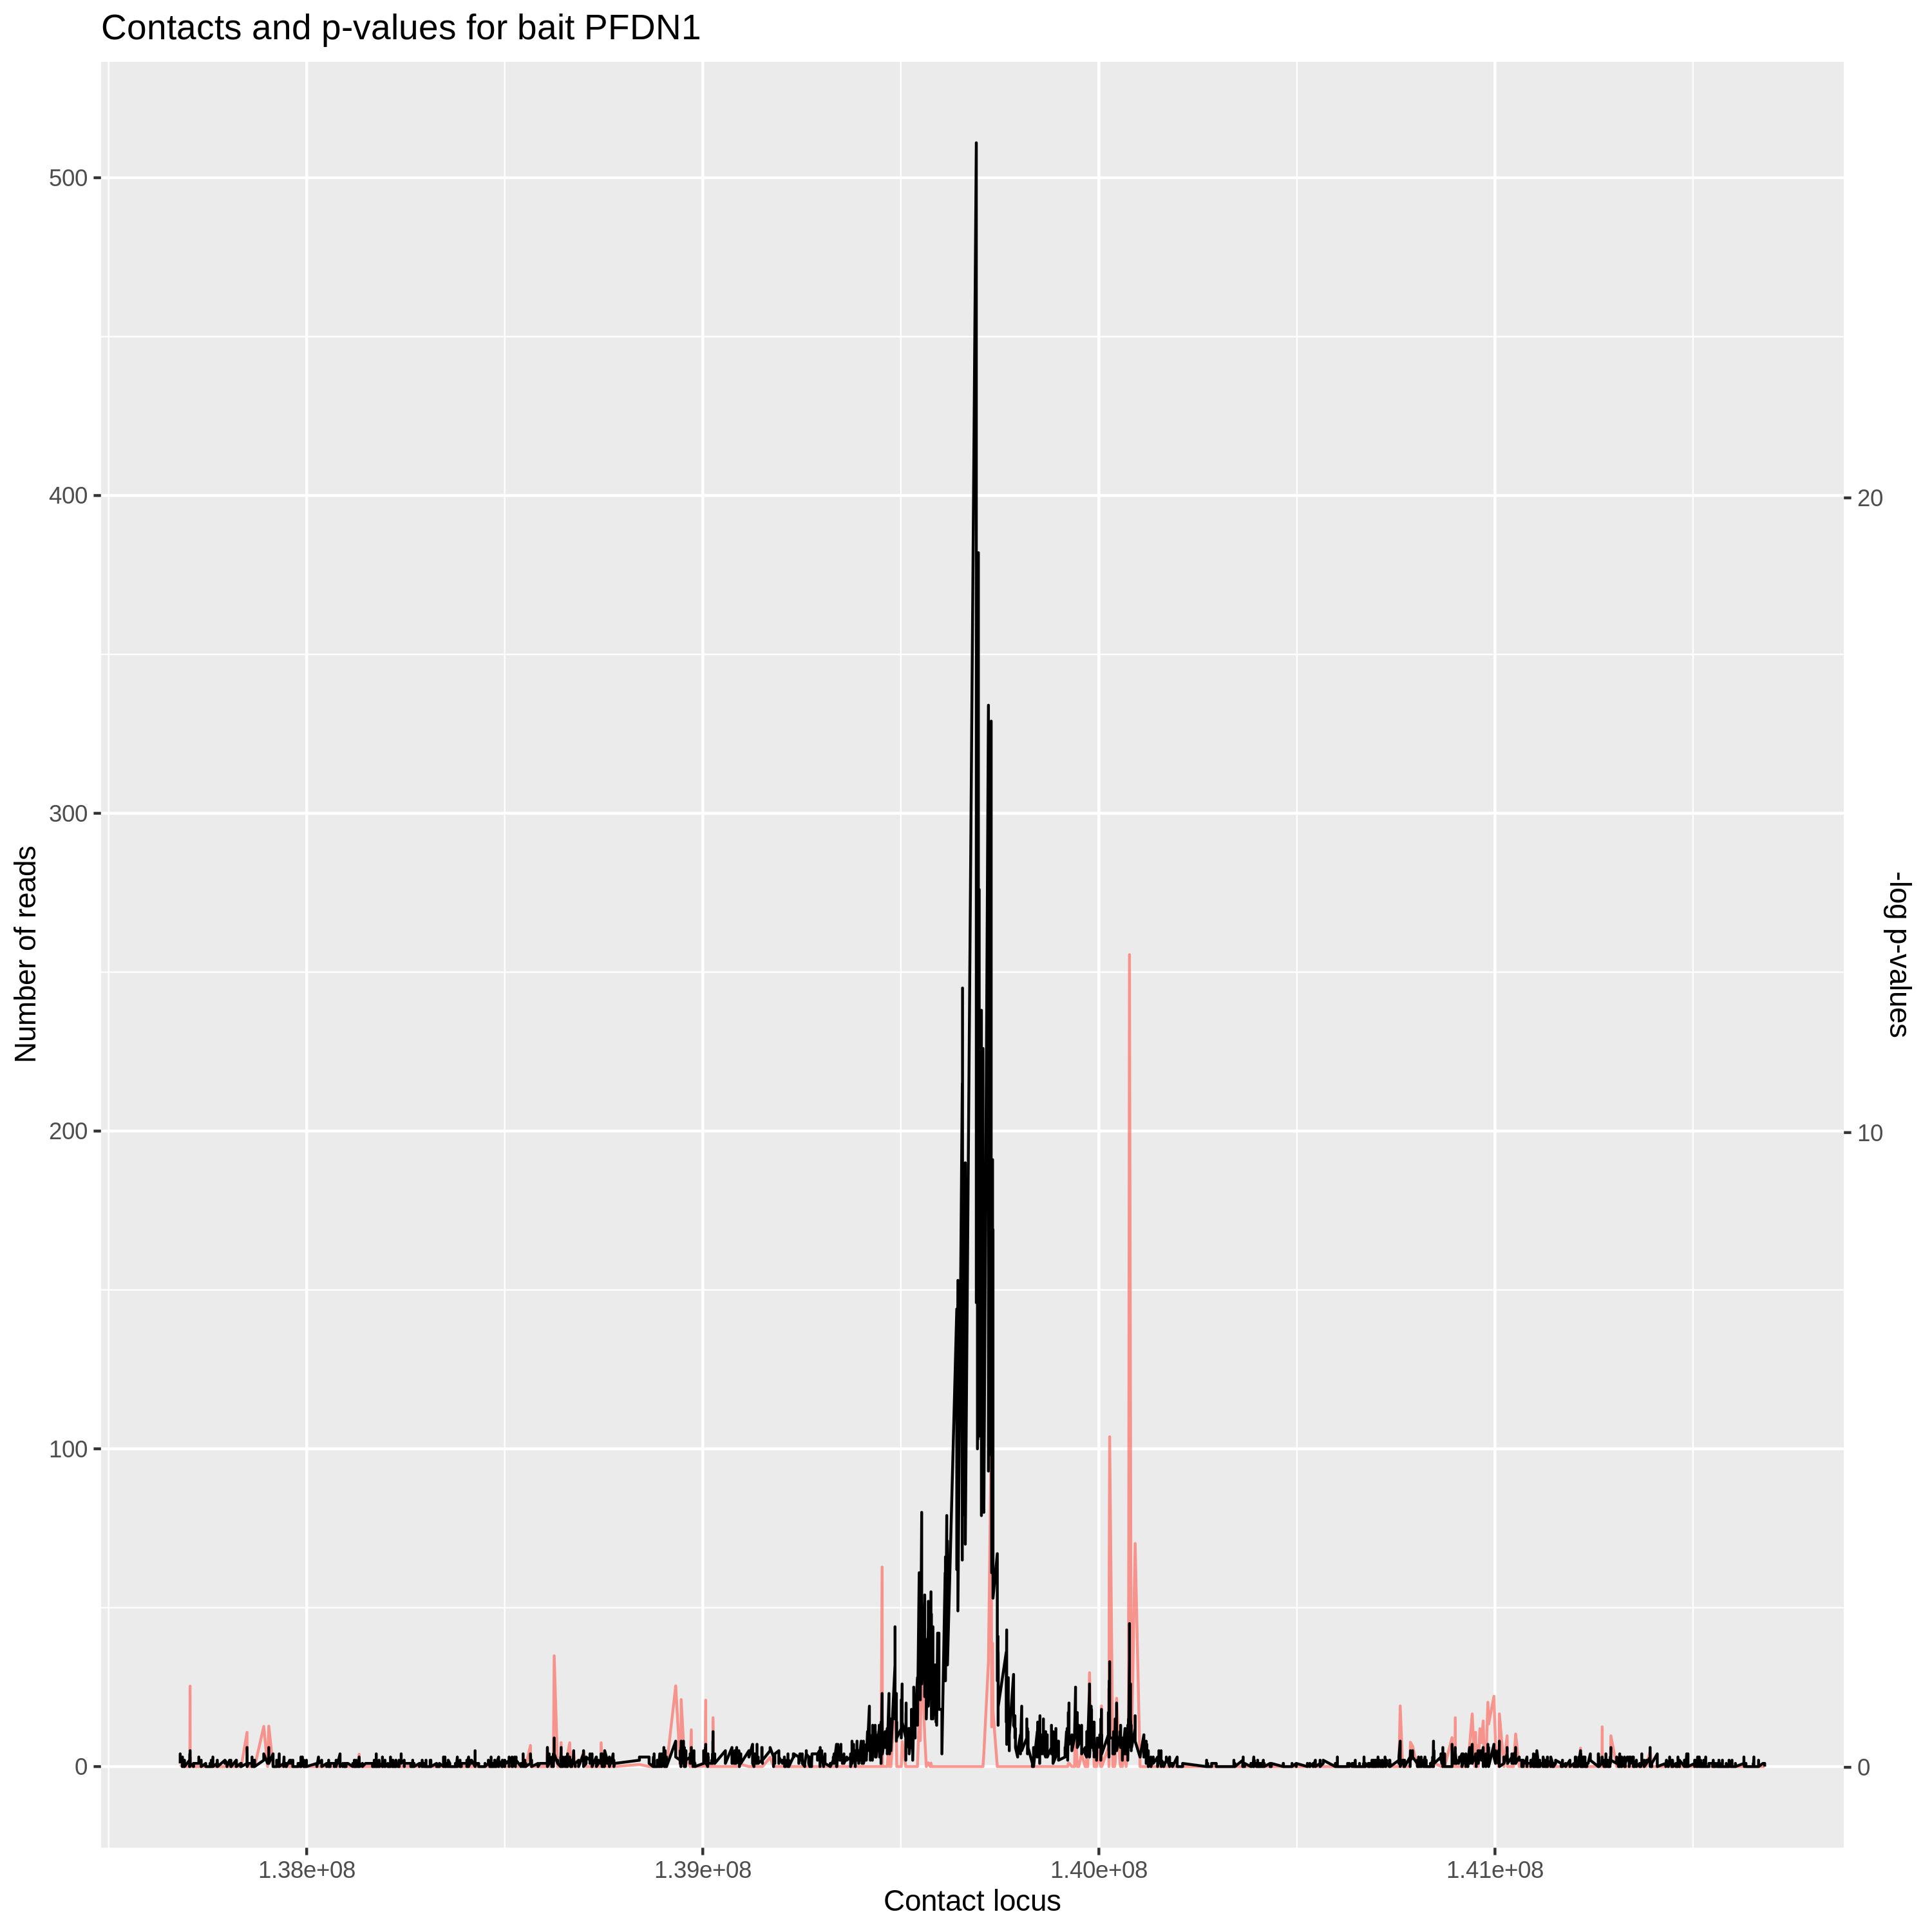 Contacts and p-values for bait PFDN1
500
400
300
200
100
0
Number of reads
20
10
0
-log p-values
1.38e+08
1.39e+08
1.40e+08
1.41e+08
Contact locus